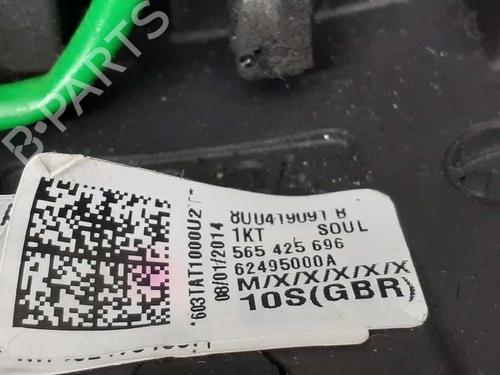 B-PARTS
8U0419091 B
1KT SOUL
565 425 696
62495000A
M/X/X/X/X/X
10S(GBR)
*603TAT1000U2
08/01/2014